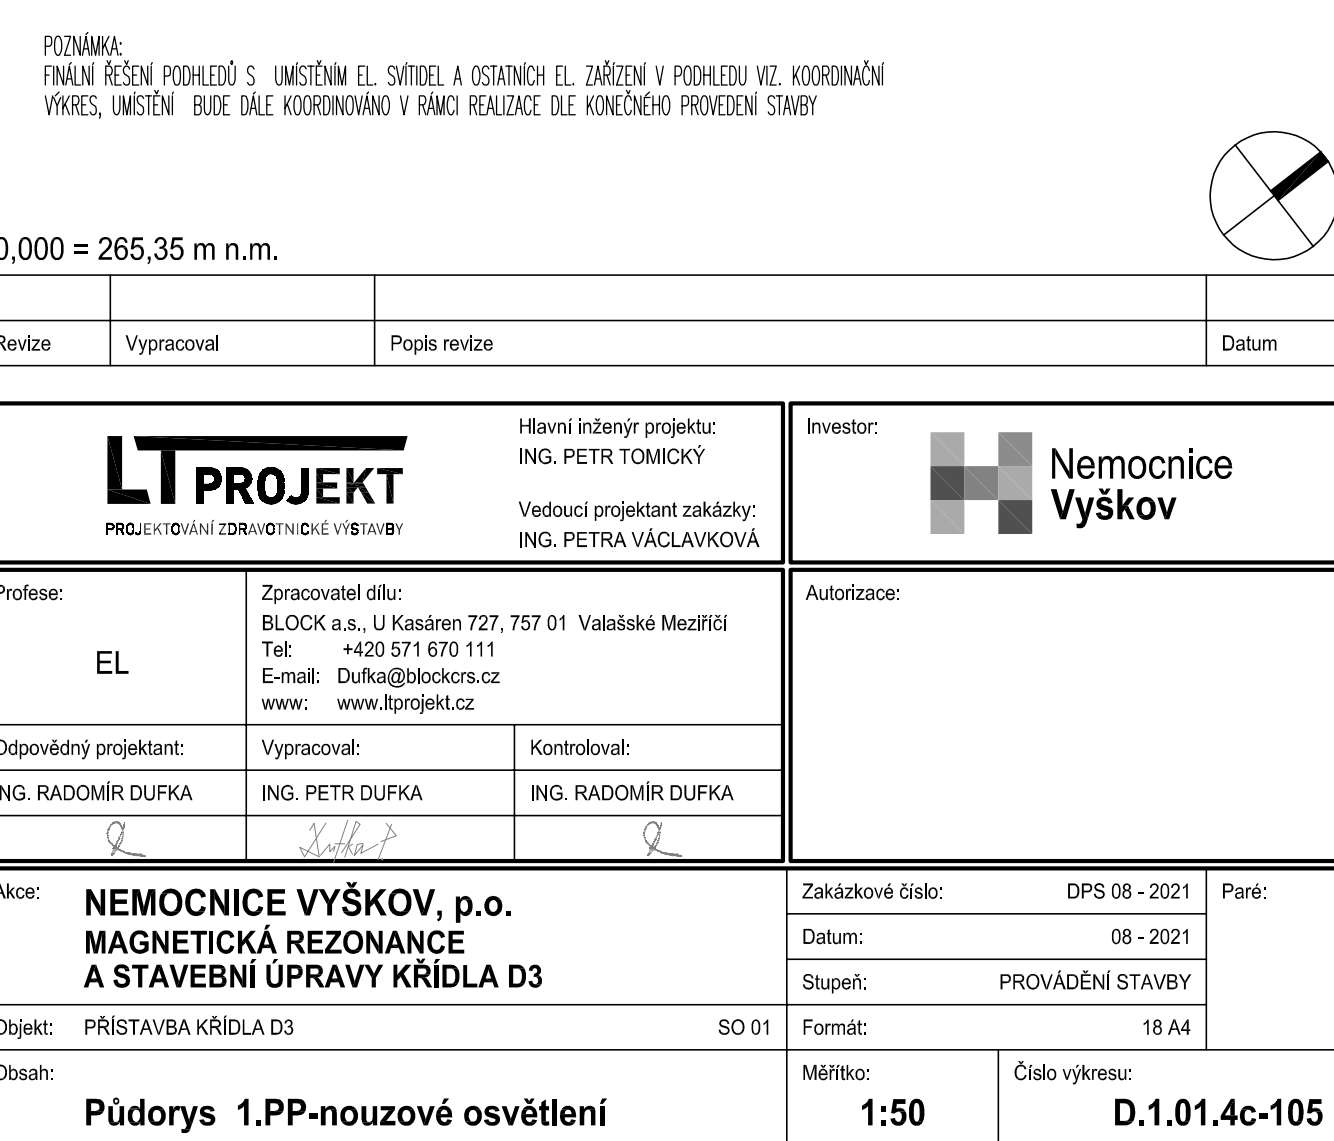 POZNÁMKA:
FINÁLNÍ ŘEŠENÍ PODHLEDŮ S UMÍSTĚNÍM EL. SVÍTIDEL A OSTATNÍCH EL. ZAŘÍZENÍ V PODHLEDU VIZ. KOORDINAČNÍ
VÝKRES, UMÍSTĚNÍ BUDE DÁLE KOORDINOVÁNO V RÁMCI REALIZACE DLE KONEČNÉHO PROVEDENÍ STAVBY
0,000 = 265,35 m n.m.
Revize Vypracoval Popis revize Datum
LT PROJEKT
PROJEKTOVÁNÍ ZDRAVOTNICKÉ VÝSTAVBY
Hlavní inženýr projektu:
ING. PETR TOMICKÝ
Vedoucí projektant zakázky:
ING. PETRA VÁCLAVKOVÁ
Investor:
Nemocnice
Vyškov
Profese:
EL
Zpracovatel dílu:
BLOCK a.s., U Kasáren 727, 757 01 Valašské Meziříčí
Tel: +420 571 670 111
E-mail: Dufka@blockcrs.cz
www: www.ltprojekt.cz
Autorizace:
Odpovědný projektant: Vypracoval: Kontroloval:
ING. RADOMÍR DUFKA ING. PETR DUFKA ING. RADOMÍR DUFKA
Dufka P
Akce:
NEMOCNICE VYŠKOV, p.o.
MAGNETICKÁ REZONANCE
A STAVEBNÍ ÚPRAVY KŘÍDLA D3
Zakázkové číslo: DPS 08 - 2021
Paré:
Datum: 08 - 2021
Stupeň: PROVÁDĚNÍ STAVBY
Objekt: PŘÍSTAVBA KŘÍDLA D3 SO 01
Formát: 18 A4
Obsah:
Půdorys 1.PP-nouzové osvětlení
Měřítko:
1:50
Číslo výkresu:
D.1.01.4c-105